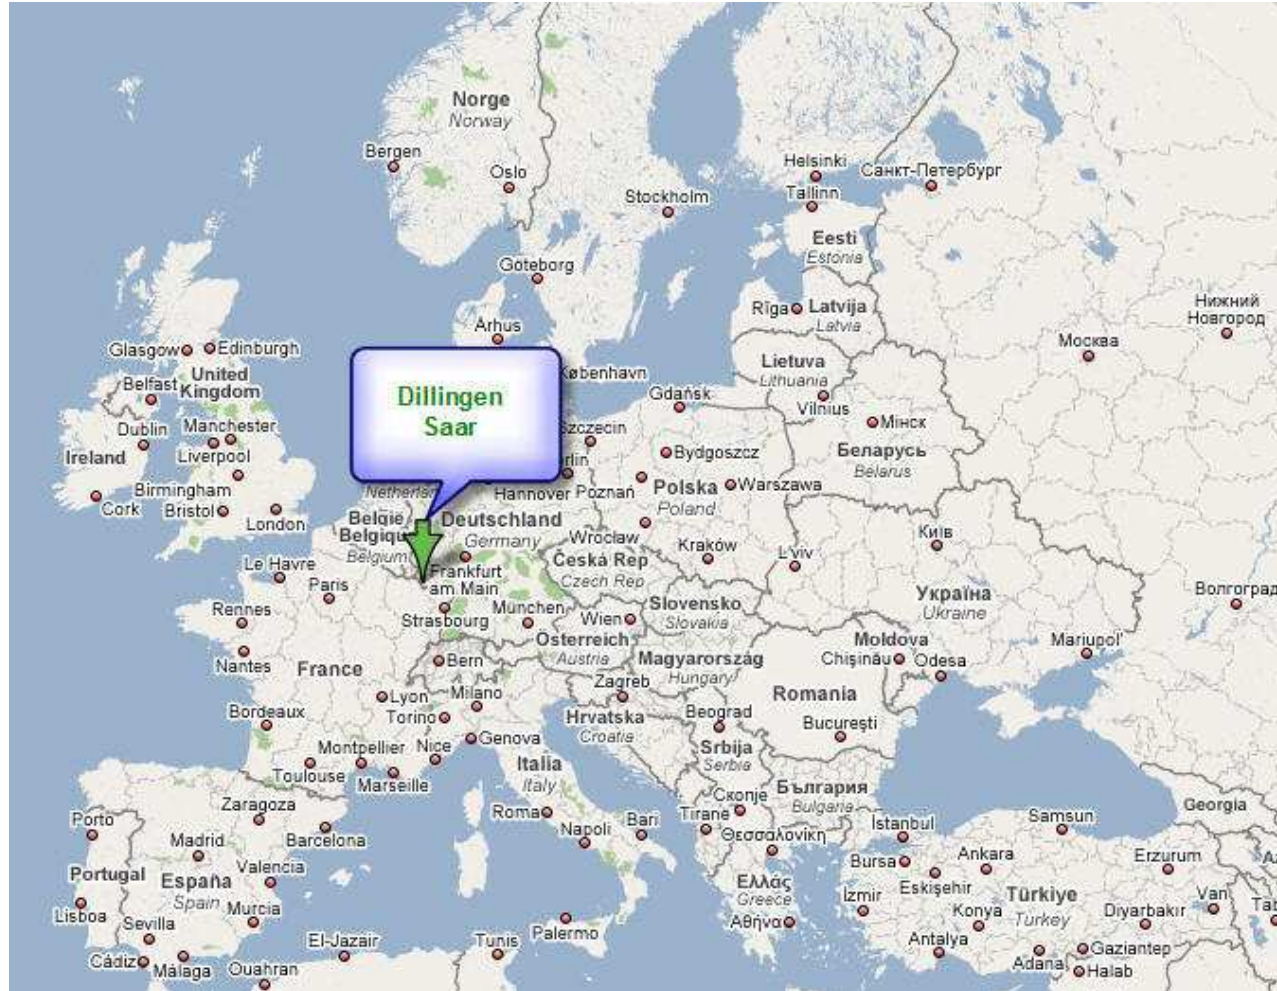 Norge
Norway
Bergen
Oslo
Helsinki
Санкт-Петербург
Stockholm
Tallinn
Eesti
Estonia
Göteborg
Rīga
Latvija
Latvia
Нижний
Новгород
Århus
Москва
Glasgow
Edinburgh
Lietuva
Lithuania
United
Kingdom
Belfast
København
Dillingen
Saar
Gdańsk
Vilnius
Мінск
Dublin
Manchester
Szczecin
Ireland
Liverpool
Bydgoszcz
Беларусь
Belarus
Birmingham
Hannover
Poznań
Polska
Poland
Warszawa
Cork
Bristol
London
België
Deutschland
Germany
Belgium
Wrocław
Київ
Kraków
L'viv
Česká Rep
Czech Rep
Le Havre
Frankfurt
am Main
Paris
Україна
Ukraine
Волгоград
Rennes
Strasbourg
München
Wien
Slovensko
Slovakia
Österreich
Austria
Moldova
Mariupol'
Nantes
France
Bern
Magyarország
Hungary
Chişinău
Odesa
Lyon
Milano
Zagreb
Romania
Bordeaux
Torino
Hrvatska
Croatia
Beograd
Bucureşti
Montpellier
Nice
Genova
Srbija
Serbia
Toulouse
Marseille
Italia
Italy
България
Bulgaria
Zaragoza
Скопје
Georgia
Porto
Roma
Napoli
Bari
Tirane
Θεσσαλονίκη
İstanbul
Samsun
Madrid
Barcelona
Bursa
Ankara
Erzurum
Portugal
España
Spain
Valencia
Ελλάς
Greece
Eskişehir
Türkiye
Turkey
Van
Lisboa
Murcia
Αθήνα
İzmir
Konya
Diyarbakır
Sevilla
El-Jazair
Tunis
Palermo
Antalya
Gaziantep
Cádiz
Málaga
Ouahran
Adana
Halab